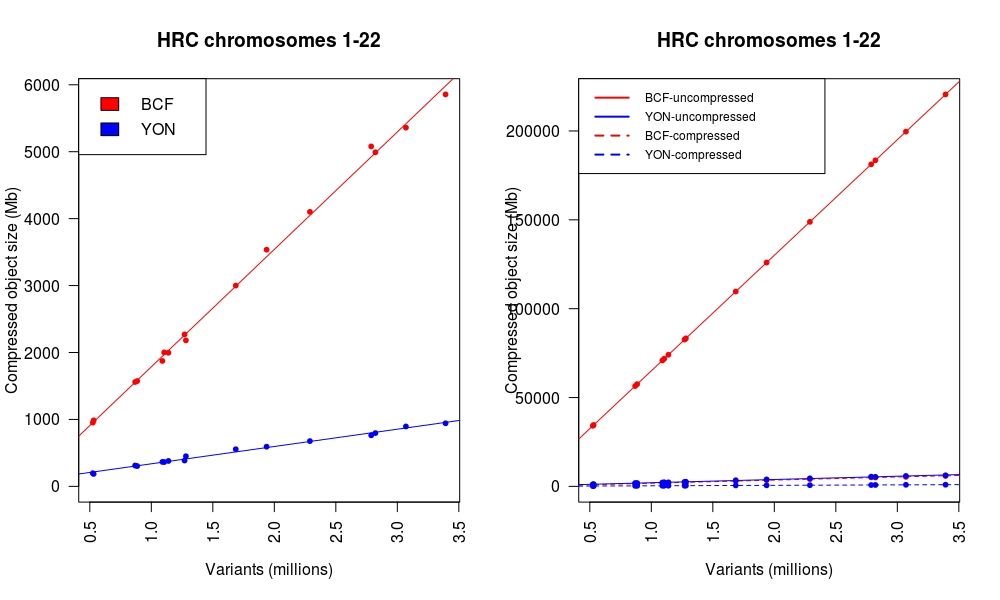 HRC chromosomes 1-22
BCF
YON
Compressed object size (Mb)
6000
5000
4000
3000
2000
1000
0
0.5 1.0 1.5 2.0 2.5 3.0 3.5
Variants (millions)
HRC chromosomes 1-22
BCF-uncompressed
YON-uncompressed
BCF-compressed
YON-compressed
Compressed object size (Mb)
200000
150000
100000
50000
0
0.5 1.0 1.5 2.0 2.5 3.0 3.5
Variants (millions)